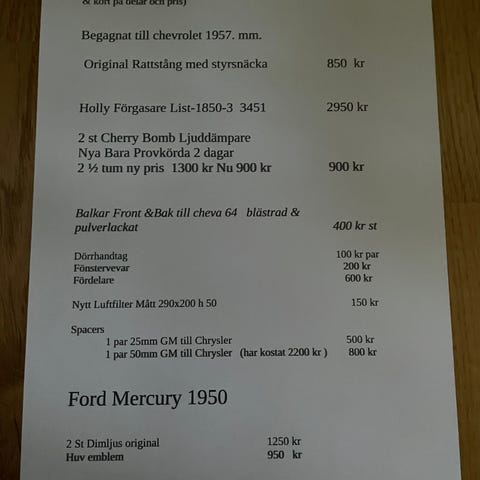 & kort på delar och pris)
Begagnat till chevrolet 1957. mm.
Original Rattstång med styrsnäcka 850 kr
Holly Förgasare List-1850-3 3451 2950 kr
2 st Cherry Bomb Ljuddämpare
Nya Bara Provkörda 2 dagar
2 ½ tum ny pris 1300 kr Nu 900 kr 900 kr
Balkar Front &Bak till cheva 64 blästrad &
pulverlackat 400 kr st
Dörrhandtag 100 kr par
Fönstervevar 200 kr
Fördelare 600 kr
Nytt Luftfilter Mått 290x200 h 50 150 kr
Spacers
1 par 25mm GM till Chrysler 500 kr
1 par 50mm GM till Chrysler (har kostat 2200 kr ) 800 kr
Ford Mercury 1950
2 St Dimljus original 1250 kr
Huv emblem 950 kr